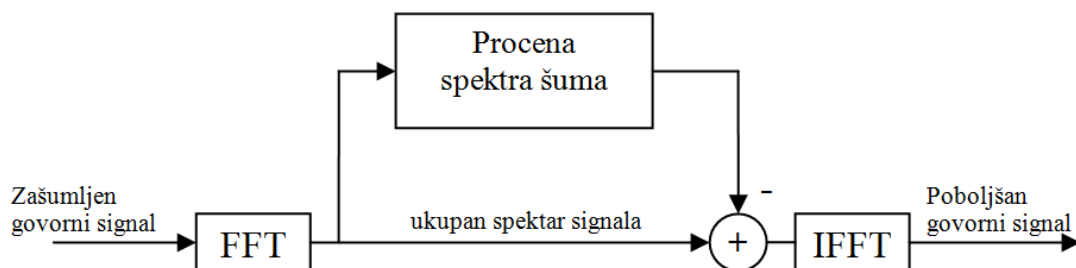 Procena
spektra šuma
Zašumljen
govorni signal
FFT
ukupan spektar signala
-
+
IFFT
Poboljšan
govorni signal